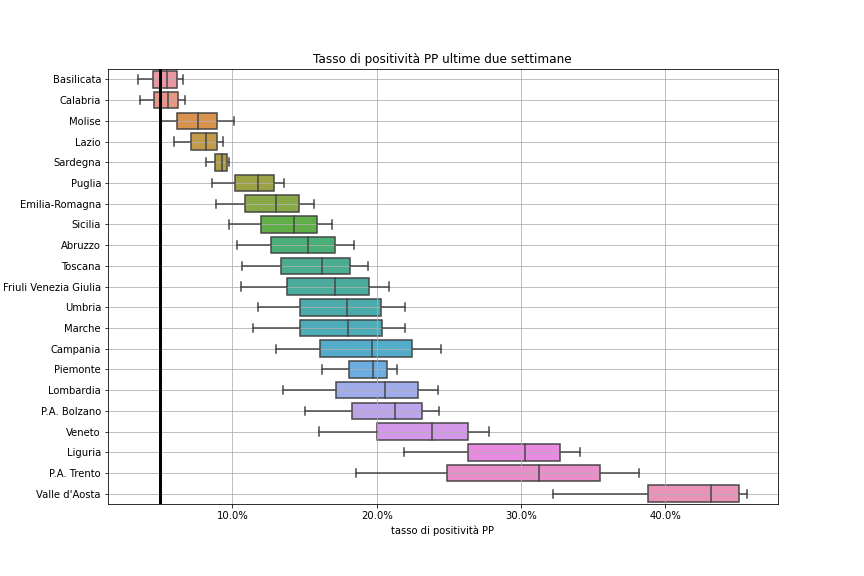 Tasso di positività PP ultime due settimane
Basilicata
Calabria
Molise
Lazio
Sardegna
Puglia
Emilia-Romagna
Sicilia
Abruzzo
Toscana
Friuli Venezia Giulia
Umbria
Marche
Campania
Piemonte
Lombardia
P.A. Bolzano
Veneto
Liguria
P.A. Trento
Valle d'Aosta
10.0% 20.0% 30.0% 40.0%
tasso di positività PP